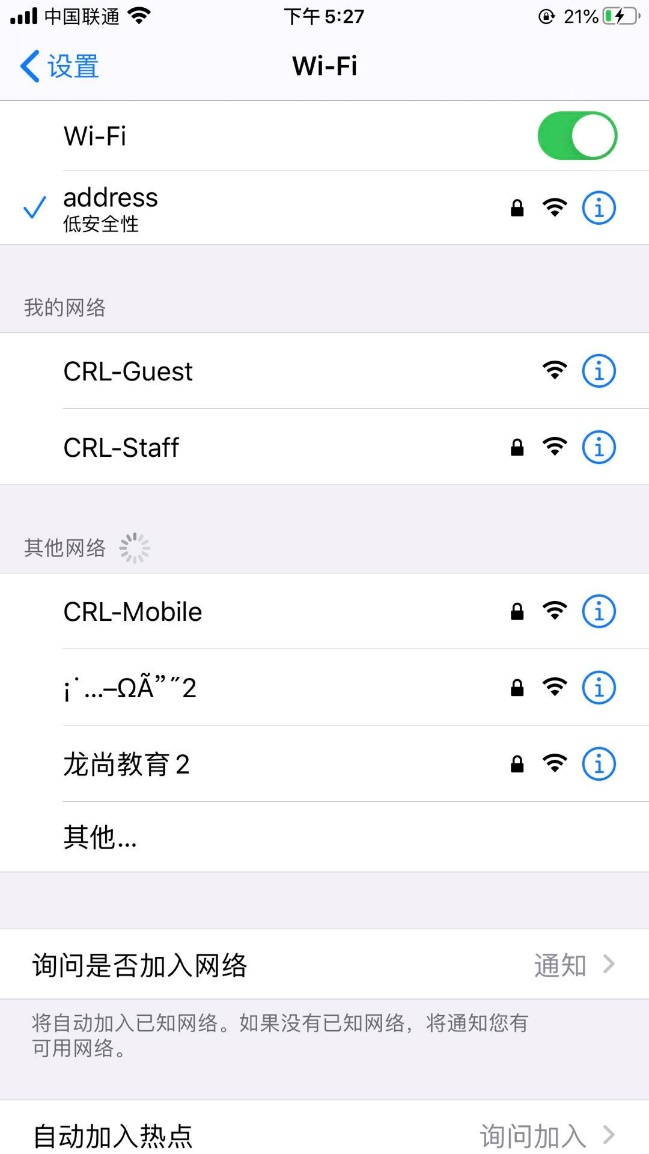 中国联通 下午5:27 21%
设置 Wi-Fi
Wi-Fi
address
低安全性
我的网络
CRL-Guest
CRL-Staff
其他网络
CRL-Mobile
¡˙…–ΩÃ”˝2
龙尚教育2
其他...
询问是否加入网络 通知
将自动加入已知网络。如果没有已知网络，将通知您有
可用网络。
自动加入热点 询问加入